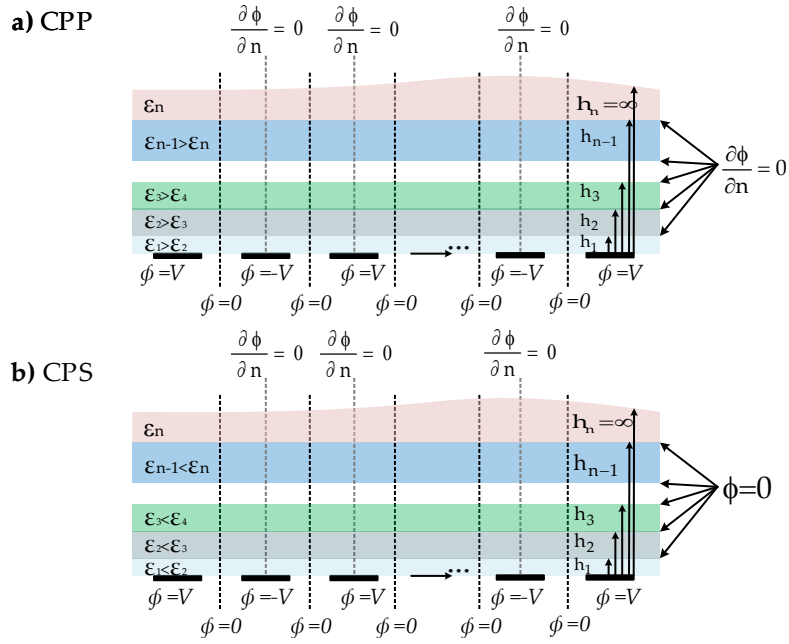 a) CPP
∂ϕ/∂n = 0 ∂ϕ/∂n = 0 ∂ϕ/∂n = 0
εn hn=∞
εn-1>εn hn−1
∂ϕ/∂n = 0
ε3>ε4 h3
ε2>ε3 h2
ε1>ε2 h1
...
ϕ=V ϕ=-V ϕ=V ϕ=-V ϕ=V
ϕ=0 ϕ=0 ϕ=0 ϕ=0 ϕ=0
∂ϕ/∂n = 0 ∂ϕ/∂n = 0 ∂ϕ/∂n = 0
b) CPS
εn hn=∞
εn-1<εn hn−1
ϕ=0
ε3<ε4 h3
ε2<ε3 h2
ε1<ε2 h1
...
ϕ=V ϕ=-V ϕ=V ϕ=-V ϕ=V
ϕ=0 ϕ=0 ϕ=0 ϕ=0 ϕ=0